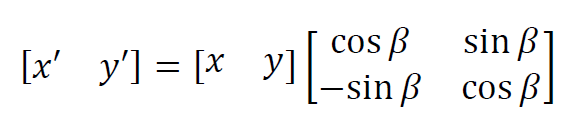 [x′ y′] = [x y] [cos β sin β
−sin β cos β]